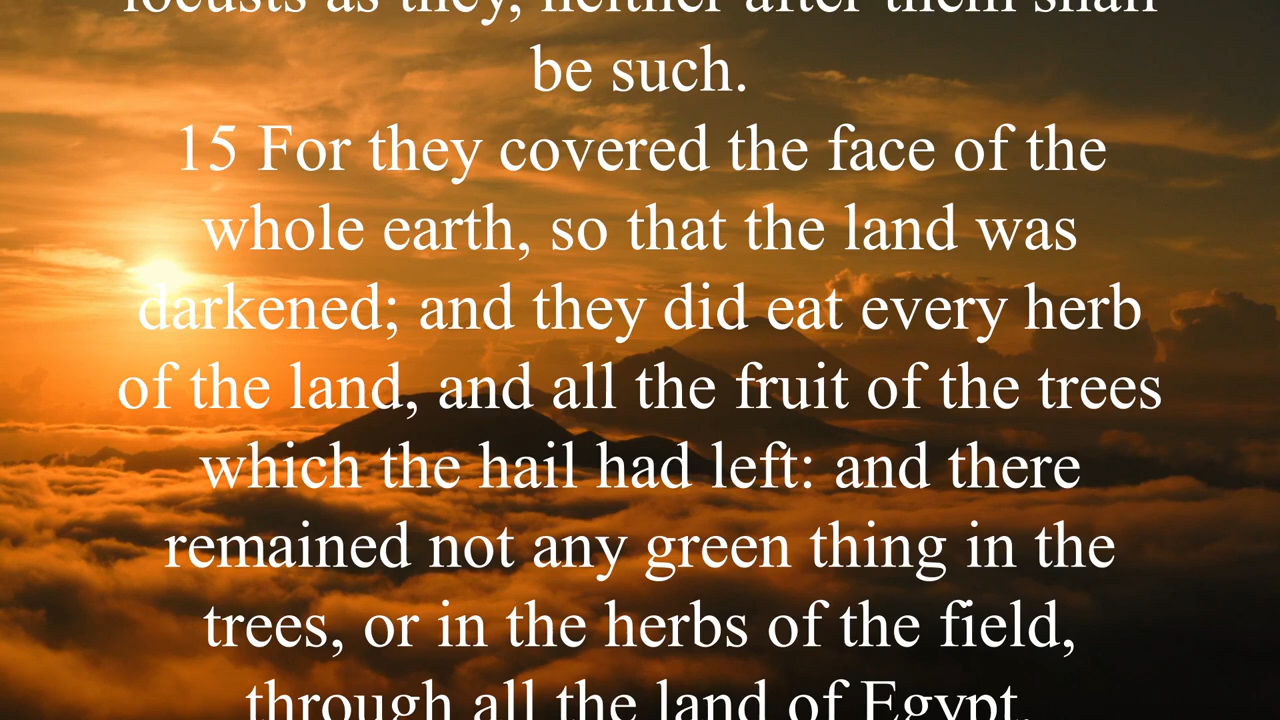 locusts as they, neither after them shall
be such.
15 For they covered the face of the
whole earth, so that the land was
darkened; and they did eat every herb
of the land, and all the fruit of the trees
which the hail had left: and there
remained not any green thing in the
trees, or in the herbs of the field,
through all the land of Egypt.